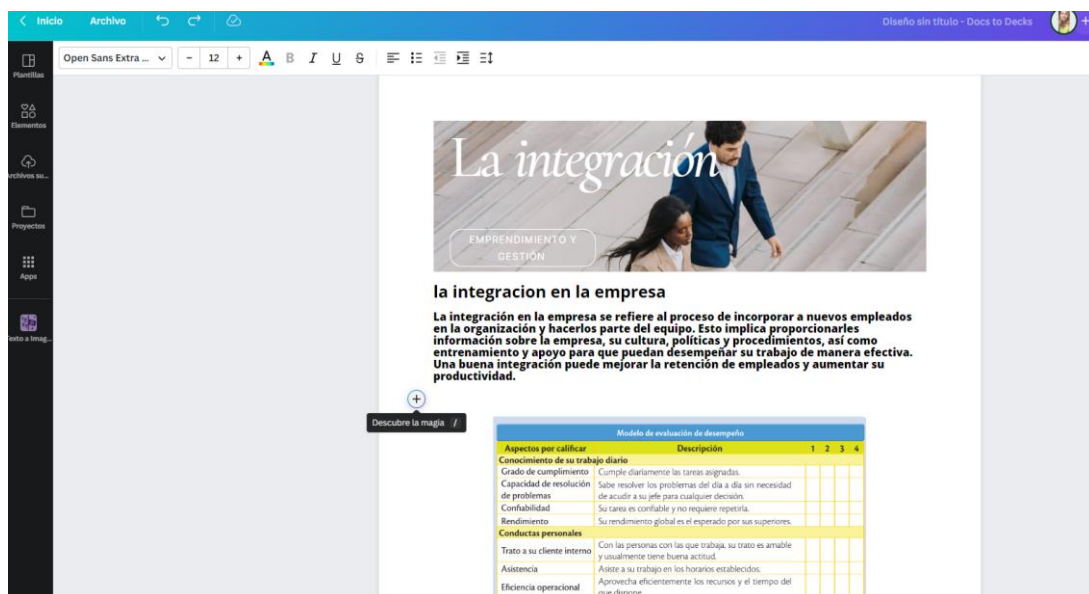 Inicio Archivo Diseño sin título - Docs to Decks
Plantillas
Elementos
Archivos su...
Proyectos
Apps
Texto a Imag...
Open Sans Extra ... - 12 + A B I U S
La integración
EMPRENDIMIENTO Y
GESTIÓN
la integracion en la empresa
La integración en la empresa se refiere al proceso de incorporar a nuevos empleados
en la organización y hacerlos parte del equipo. Esto implica proporcionarles
información sobre la empresa, su cultura, políticas y procedimientos, así como
entrenamiento y apoyo para que puedan desempeñar su trabajo de manera efectiva.
Una buena integración puede mejorar la retención de empleados y aumentar su
productividad.
Descubre la magia /
Modelo de evaluación de desempeño
Aspectos por calificar Descripción 1 2 3 4
Conocimiento de su trabajo diario
Grado de cumplimiento Cumple diariamente las tareas asignadas.
Capacidad de resolución Sabe resolver los problemas del día a día sin necesidad
de problemas de acudir a su jefe para cualquier decisión.
Confiabilidad Su tarea es confiable y no requiere repetirla.
Rendimiento Su rendimiento global es el esperado por sus superiores.
Conductas personales
Trato a su cliente interno Con las personas con las que trabaja, su trato es amable
y usualmente tiene buena actitud.
Asistencia Asiste a su trabajo en los horarios establecidos.
Eficiencia operacional Aprovecha eficientemente los recursos y el tiempo del
que dispone.